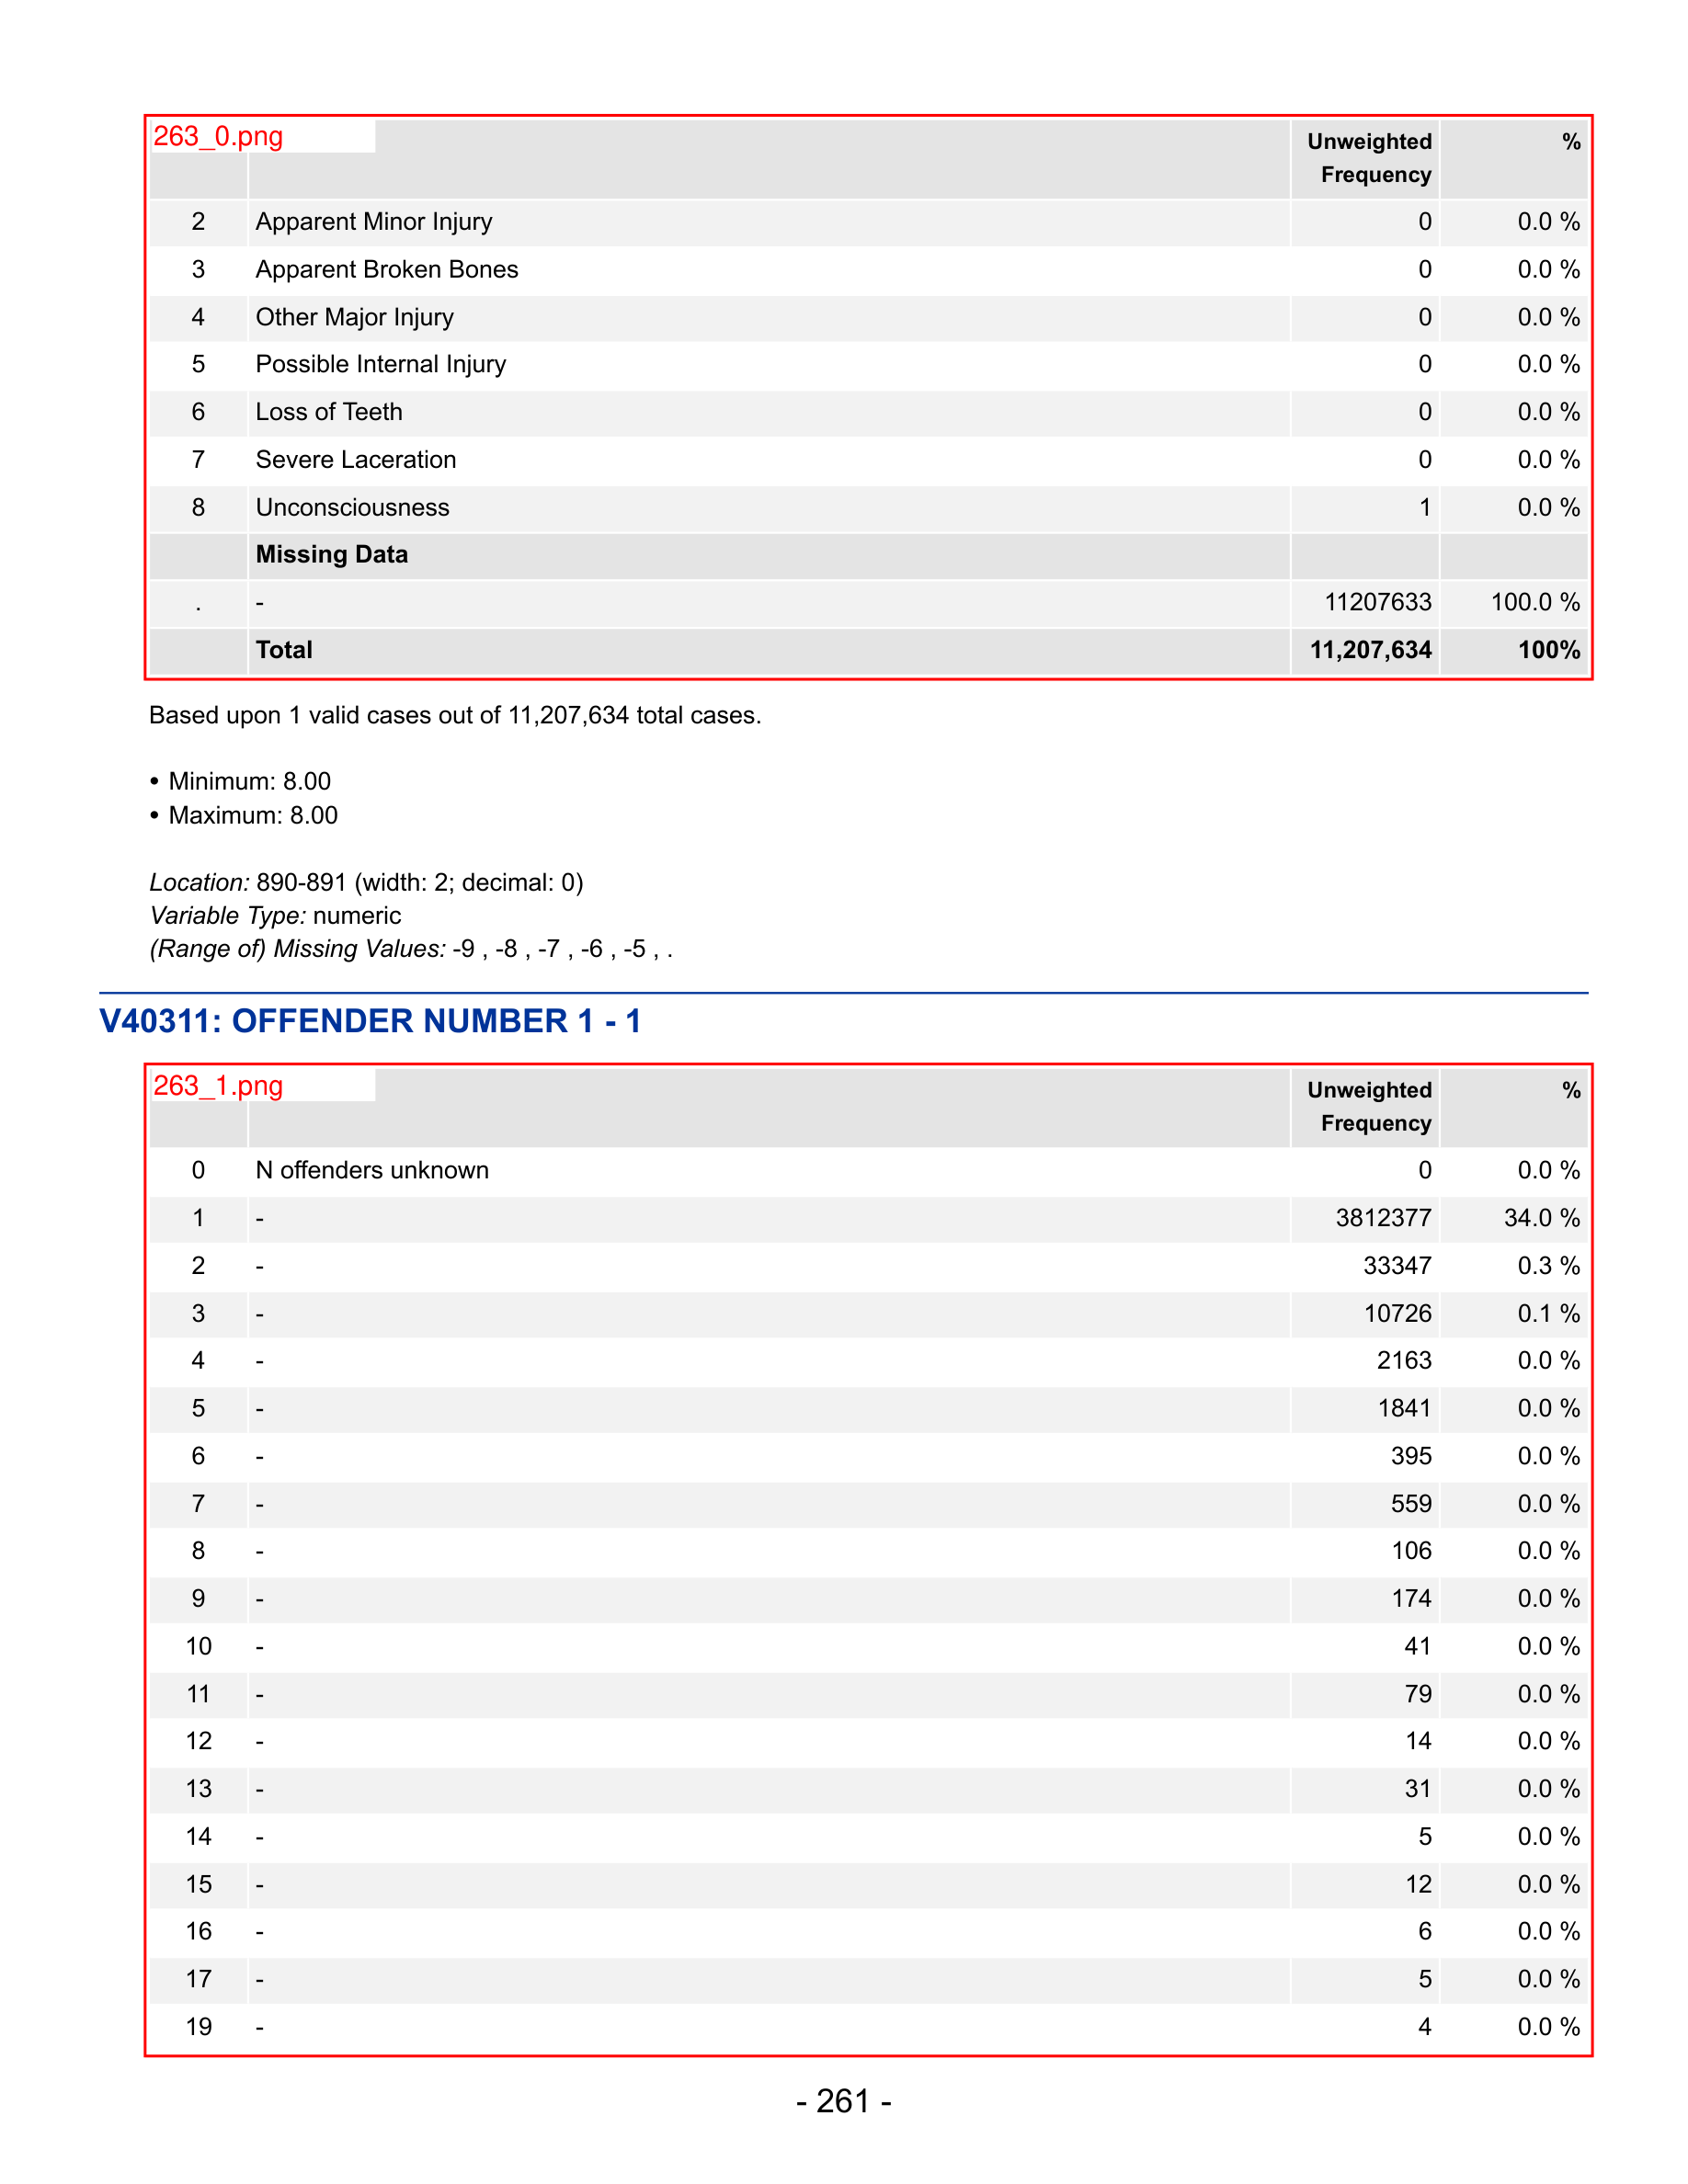 263_0.png
Unweighted Frequency %
2 Apparent Minor Injury 0 0.0 %
3 Apparent Broken Bones 0 0.0 %
4 Other Major Injury 0 0.0 %
5 Possible Internal Injury 0 0.0 %
6 Loss of Teeth 0 0.0 %
7 Severe Laceration 0 0.0 %
8 Unconsciousness 1 0.0 %
Missing Data
. - 11207633 100.0 %
Total 11,207,634 100%
Based upon 1 valid cases out of 11,207,634 total cases.
• Minimum: 8.00
• Maximum: 8.00
Location: 890-891 (width: 2; decimal: 0)
Variable Type: numeric
(Range of) Missing Values: -9 , -8 , -7 , -6 , -5 , .
V40311: OFFENDER NUMBER 1 - 1
263_1.png
Unweighted Frequency %
0 N offenders unknown 0 0.0 %
1 - 3812377 34.0 %
2 - 33347 0.3 %
3 - 10726 0.1 %
4 - 2163 0.0 %
5 - 1841 0.0 %
6 - 395 0.0 %
7 - 559 0.0 %
8 - 106 0.0 %
9 - 174 0.0 %
10 - 41 0.0 %
11 - 79 0.0 %
12 - 14 0.0 %
13 - 31 0.0 %
14 - 5 0.0 %
15 - 12 0.0 %
16 - 6 0.0 %
17 - 5 0.0 %
19 - 4 0.0 %
- 261 -